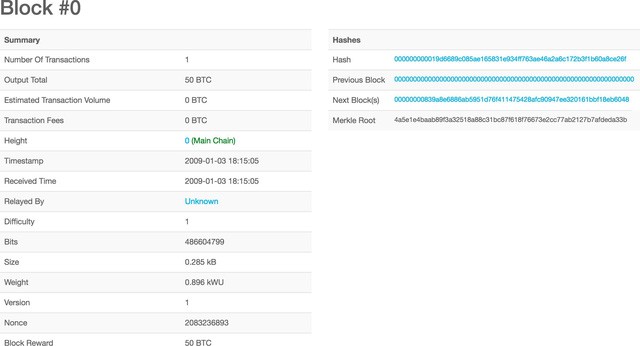 Block #0
Summary
Number Of Transactions 1
Output Total 50 BTC
Estimated Transaction Volume 0 BTC
Transaction Fees 0 BTC
Height 0 (Main Chain)
Timestamp 2009-01-03 18:15:05
Received Time 2009-01-03 18:15:05
Relayed By Unknown
Difficulty 1
Bits 486604799
Size 0.285 kB
Weight 0.896 kWU
Version 1
Nonce 2083236893
Block Reward 50 BTC
Hashes
Hash 000000000019d6689c085ae165831e934ff763ae46a2a6c172b3f1b60a8ce26f
Previous Block 0000000000000000000000000000000000000000000000000000000000000000
Next Block(s) 00000000839a8e6886ab5951d76f411475428afc90947ee320161bbf18eb6048
Merkle Root 4a5e1e4baab89f3a32518a88c31bc87f618f76673e2cc77ab2127b7afdeda33b